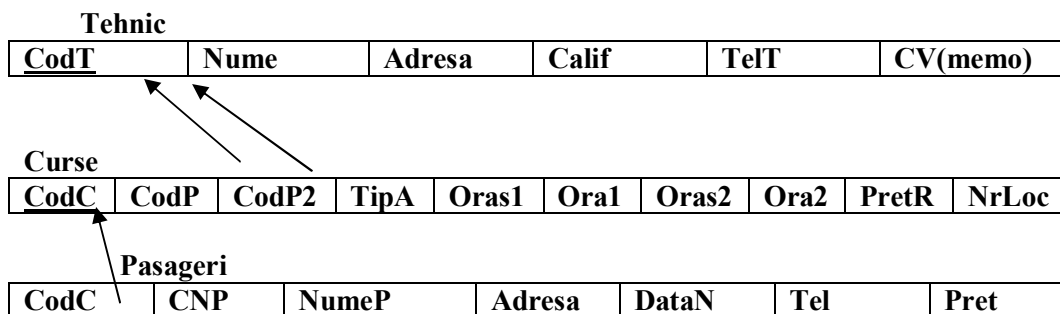 Tehnic
CodT Nume Adresa Calif TelT CV(memo)
Curse
CodC CodP CodP2 TipA Oras1 Ora1 Oras2 Ora2 PretR NrLoc
Pasageri
CodC CNP NumeP Adresa DataN Tel Pret